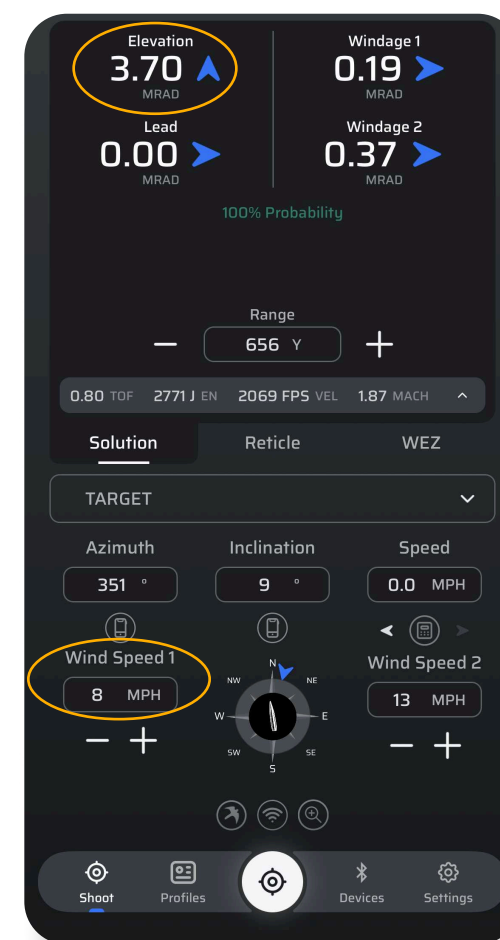 Elevation
3.70
MRAD
Windage 1
0.19
MRAD
Lead
0.00
MRAD
Windage 2
0.37
MRAD
100% Probability
Range
— 656 Y +
0.80 TOF 2771 J EN 2069 FPS VEL 1.87 MACH
Solution Reticle WEZ
TARGET
Azimuth Inclination Speed
351 ° 9 ° 0.0 MPH
Wind Speed 1
8 MPH
— +
N
NW NE
W E
SW SE
S
Wind Speed 2
13 MPH
— +
Shoot Profiles Devices Settings